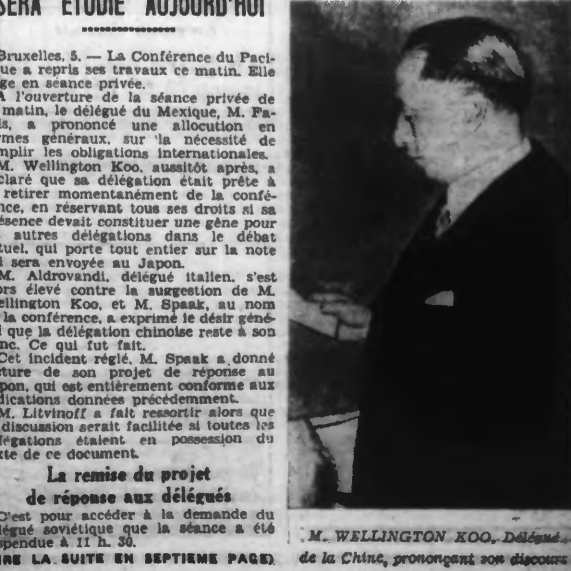 SERA ETUDIE AUJOURD'HUI
Bruxelles, 5. — La Conférence du Paci-
que a repris ses travaux ce matin. Elle
ge en séance privée.
A l'ouverture de la séance privée de
matin, le délégué du Mexique, M. Fa-
is, a prononcé une allocution en
rmes généraux, sur la nécessité de
mplir les obligations internationales.
M. Wellington Koo, aussitôt après, a
claré que sa délégation était prête à
retirer momentanément de la confé-
nce, en réservant tous ses droits si sa
ésence devait constituer une gêne pour
autres délégations dans le débat
tuel, qui porte tout entier sur la note
i sera envoyée au Japon.
M. Aldrovandi, délégué italien, s'est
ors élevé contre la suggestion de M.
ellington Koo, et M. Spaak, au nom
la conférence, a exprimé le désir géné-
l que la délégation chinoise reste à son
nc. Ce qui fut fait.
Cet incident réglé, M. Spaak a donné
cture de son projet de réponse au
pon, qui est entièrement conforme aux
dications données précédemment.
M. Litvinoff a fait ressortir alors que
discussion serait facilitée si toutes les
légations étaient en possession du
xte de ce document.
La remise du projet
de réponse aux délégués
C'est pour accéder à la demande du
légué soviétique que la séance a été
spendue à 11 h. 30.
IRE LA SUITE EN SEPTIEME PAGE)
M. WELLINGTON KOO, Délégué
de la Chine, prononçant son discours